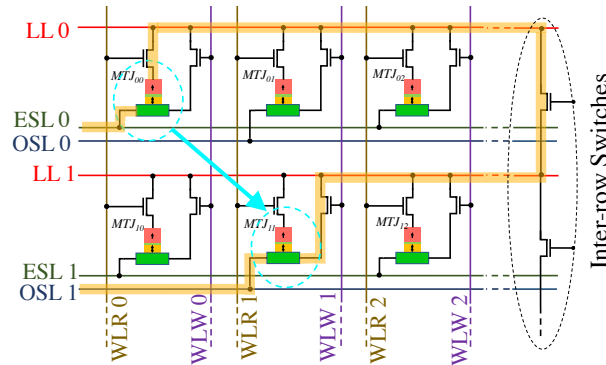 LL 0
MTJ00
MTJ01
MTJ02
ESL 0
OSL 0
LL 1
MTJ10
MTJ11
MTJ12
ESL 1
OSL 1
WLR 0
WLW 0
WLR 1
WLW 1
WLR 2
WLW 2
Inter-row Switches